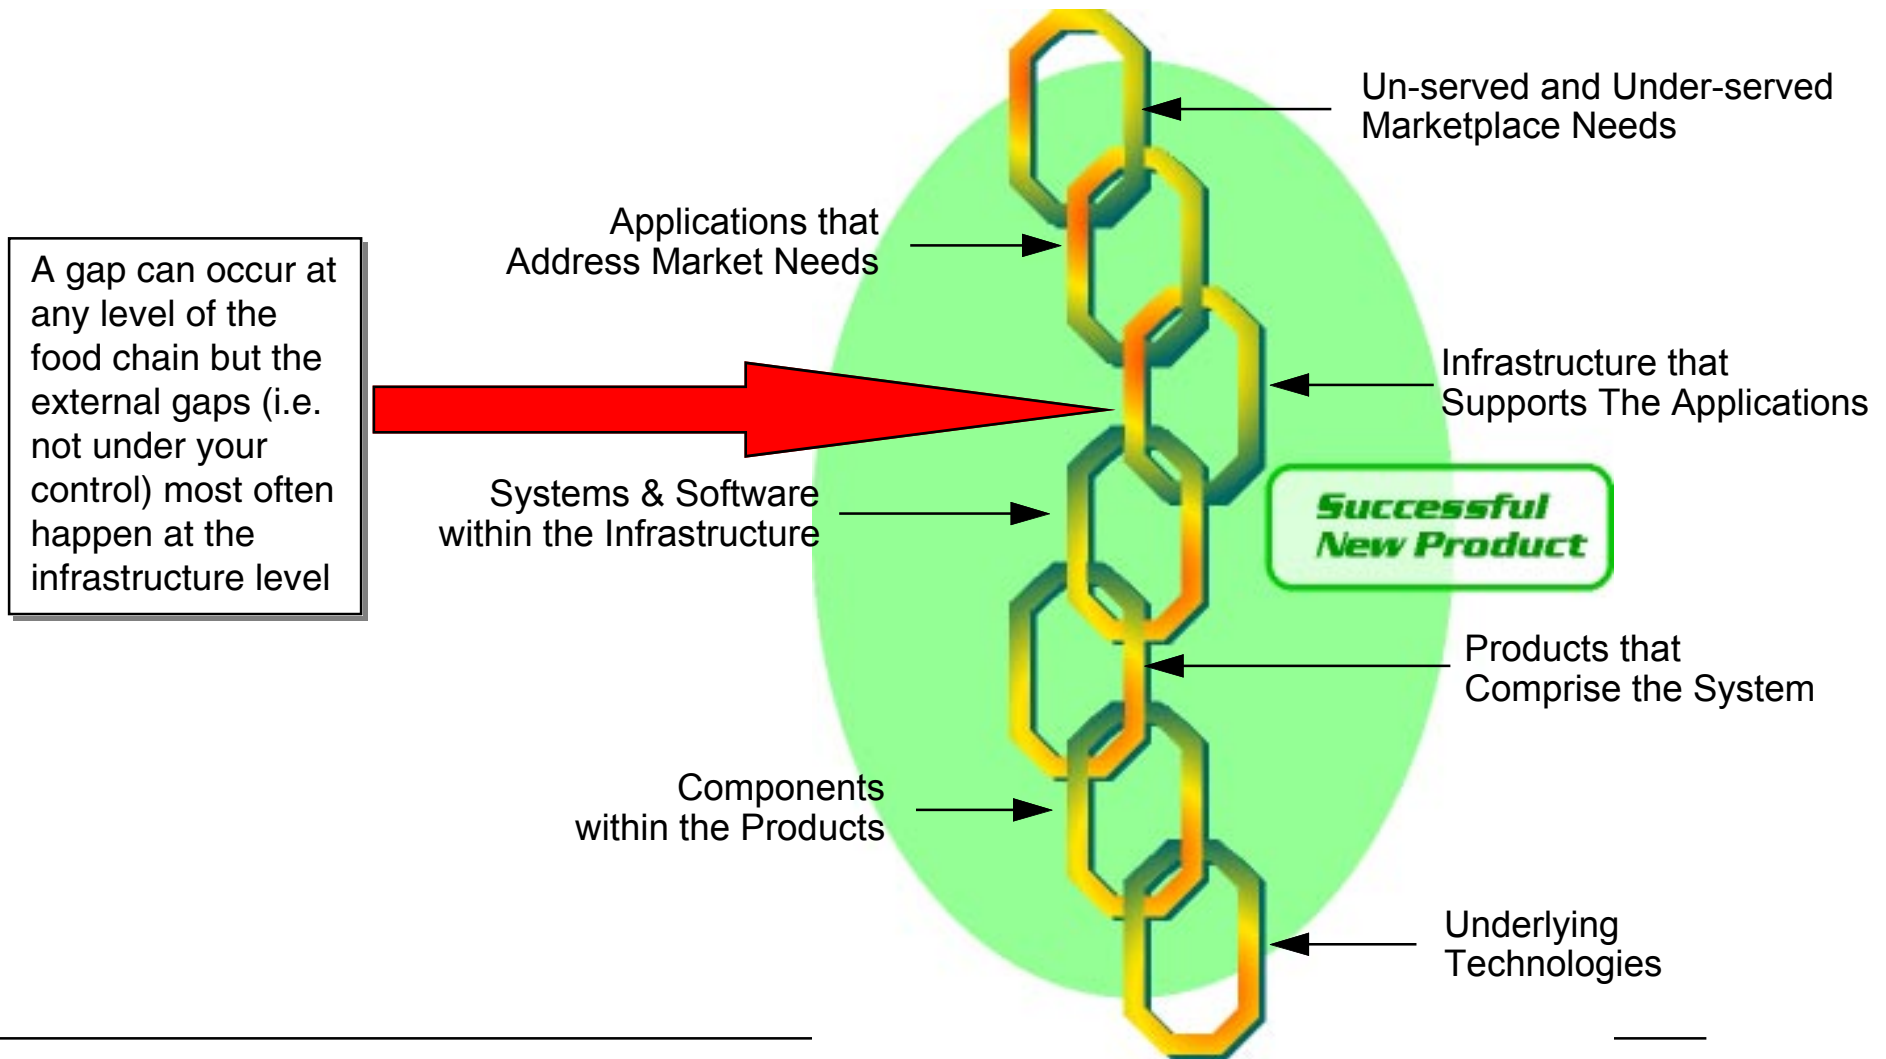 Un-served and Under-served
Marketplace Needs
Applications that
Address Market Needs
A gap can occur at
any level of the
food chain but the
external gaps (i.e.
not under your
control) most often
happen at the
infrastructure level
Infrastructure that
Supports The Applications
Systems & Software
within the Infrastructure
Successful
New Product
Products that
Comprise the System
Components
within the Products
Underlying
Technologies